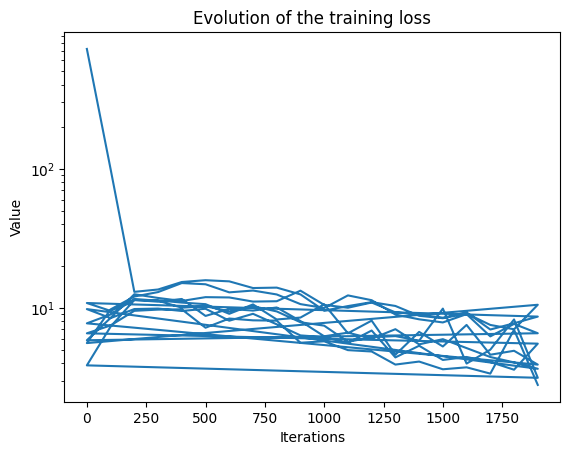 Evolution of the training loss
Value
10²
10¹
0 250 500 750 1000 1250 1500 1750
Iterations